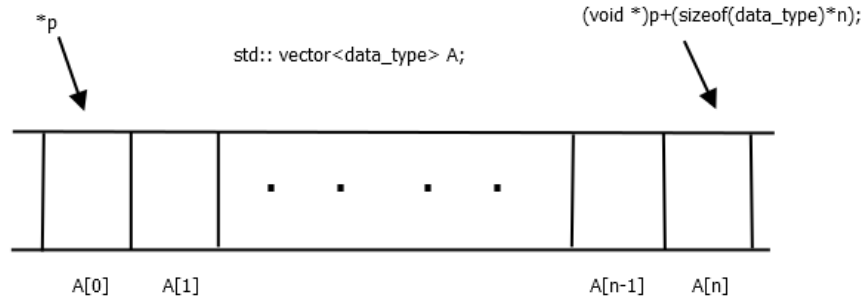 *p
(void *)p+(sizeof(data_type)*n);
std:: vector<data_type> A;
A[0]
A[1]
A[n-1]
A[n]